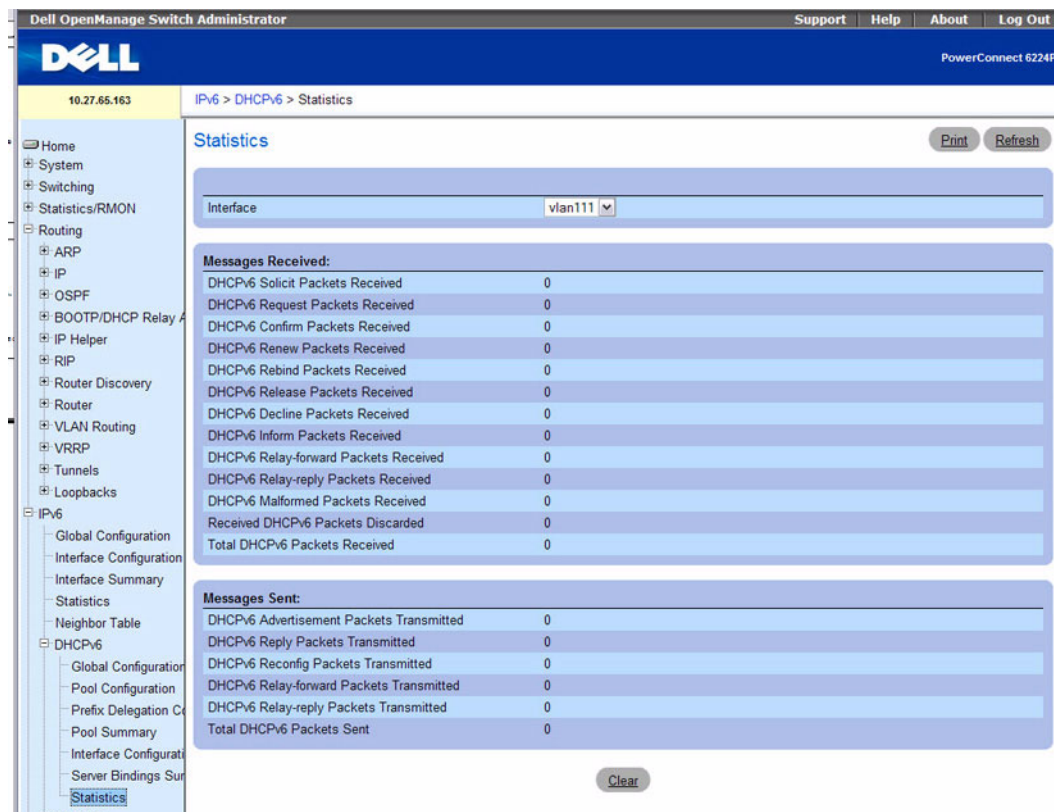 Dell OpenManage Switch Administrator
Support Help About Log Out
DELL
PowerConnect 6224P
10.27.65.163
IPv6 > DHCPv6 > Statistics
Home
System
Switching
Statistics/RMON
Routing
ARP
IP
OSPF
BOOTP/DHCP Relay A
IP Helper
RIP
Router Discovery
Router
VLAN Routing
VRRP
Tunnels
Loopbacks
IPv6
Global Configuration
Interface Configuration
Interface Summary
Statistics
Neighbor Table
DHCPv6
Global Configuration
Pool Configuration
Prefix Delegation Co
Pool Summary
Interface Configurati
Server Bindings Sur
Statistics
Statistics
Print Refresh
Interface vlan111
Messages Received:
DHCPv6 Solicit Packets Received 0
DHCPv6 Request Packets Received 0
DHCPv6 Confirm Packets Received 0
DHCPv6 Renew Packets Received 0
DHCPv6 Rebind Packets Received 0
DHCPv6 Release Packets Received 0
DHCPv6 Decline Packets Received 0
DHCPv6 Inform Packets Received 0
DHCPv6 Relay-forward Packets Received 0
DHCPv6 Relay-reply Packets Received 0
DHCPv6 Malformed Packets Received 0
Received DHCPv6 Packets Discarded 0
Total DHCPv6 Packets Received 0
Messages Sent:
DHCPv6 Advertisement Packets Transmitted 0
DHCPv6 Reply Packets Transmitted 0
DHCPv6 Reconfig Packets Transmitted 0
DHCPv6 Relay-forward Packets Transmitted 0
DHCPv6 Relay-reply Packets Transmitted 0
Total DHCPv6 Packets Sent 0
Clear